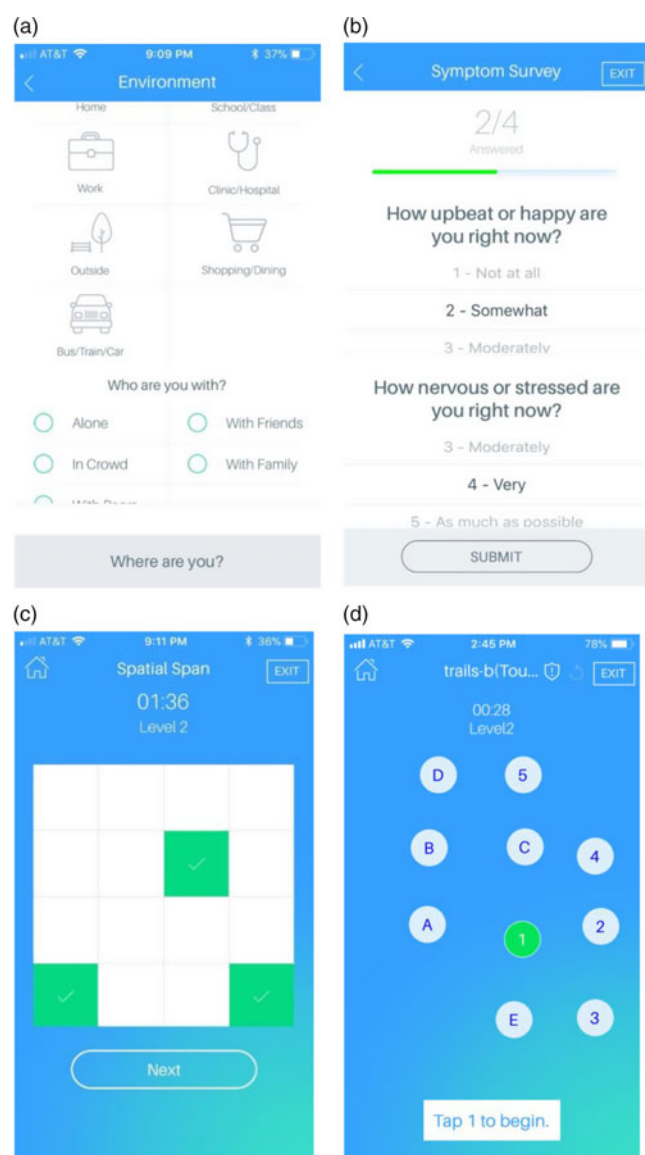 (a)
AT&T 9:09 PM 37%
Environment
Home School/Class
Work Clinic/Hospital
Outside Shopping/Dining
Bus/Train/Car
Who are you with?
Alone With Friends
In Crowd With Family
Where are you?
(b)
Symptom Survey EXIT
2/4
Answered
How upbeat or happy are
you right now?
1 - Not at all
2 - Somewhat
3 - Moderately
How nervous or stressed are
you right now?
3 - Moderately
4 - Very
5 - As much as possible
SUBMIT
(c)
AT&T 9:11 PM 36%
Spatial Span EXIT
01:36
Level 2
Next
(d)
AT&T 2:45 PM 78%
trails-b(Tou... EXIT
00:28
Level2
D 5
B C 4
A 1 2
E 3
Tap 1 to begin.